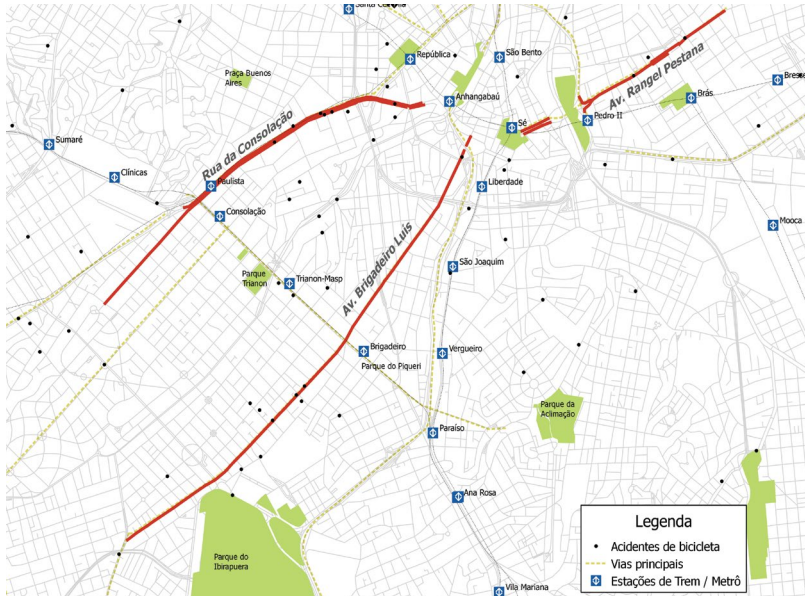 Santa Cecília
República
São Bento
Praça Buenos
Aires
Av. Rangel Pestana
Bresse
Brás
Anhangabaú
Sé
Pedro II
Rua da Consolação
Sumaré
Clínicas
Paulista
Liberdade
Consolação
Mooca
Av. Brigadeiro Luis
São Joaquim
Parque
Trianon
Trianon-Masp
Brigadeiro
Vergueiro
Parque do Piqueri
Parque da
Aclimação
Paraíso
Ana Rosa
Parque do
Ibirapuera
Vila Mariana
Legenda
Acidentes de bicicleta
Vias principais
Estações de Trem / Metrô